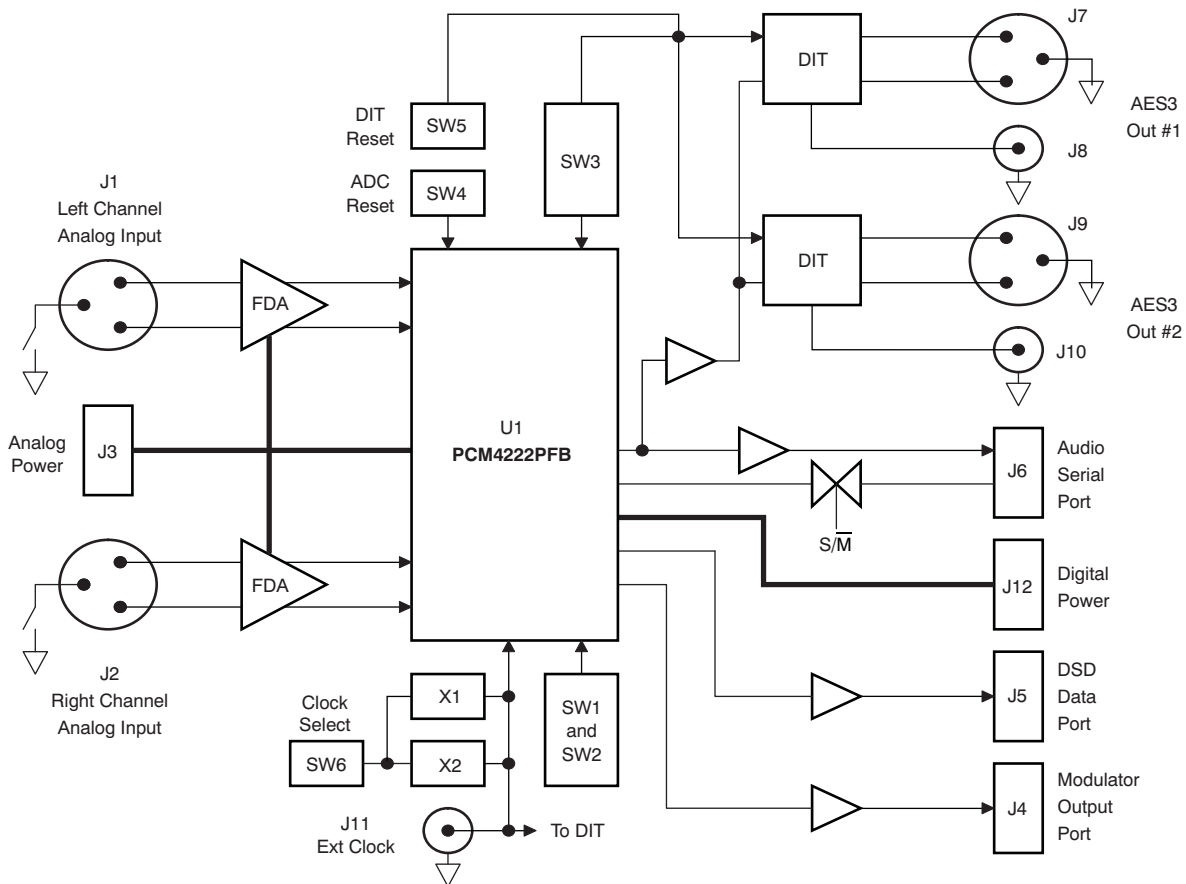 J7
DIT
AES3
Out #1
DIT
Reset
SW5
SW3
J8
J1
Left Channel
Analog Input
ADC
Reset
SW4
J9
DIT
AES3
Out #2
FDA
J10
U1
PCM4222PFB
Analog
Power
J3
J6
Audio
Serial
Port
S/M̅
FDA
J12
Digital
Power
J2
Right Channel
Analog Input
Clock
Select
SW6
X1
X2
SW1
and
SW2
J5
DSD
Data
Port
J11
Ext Clock
To DIT
J4
Modulator
Output
Port